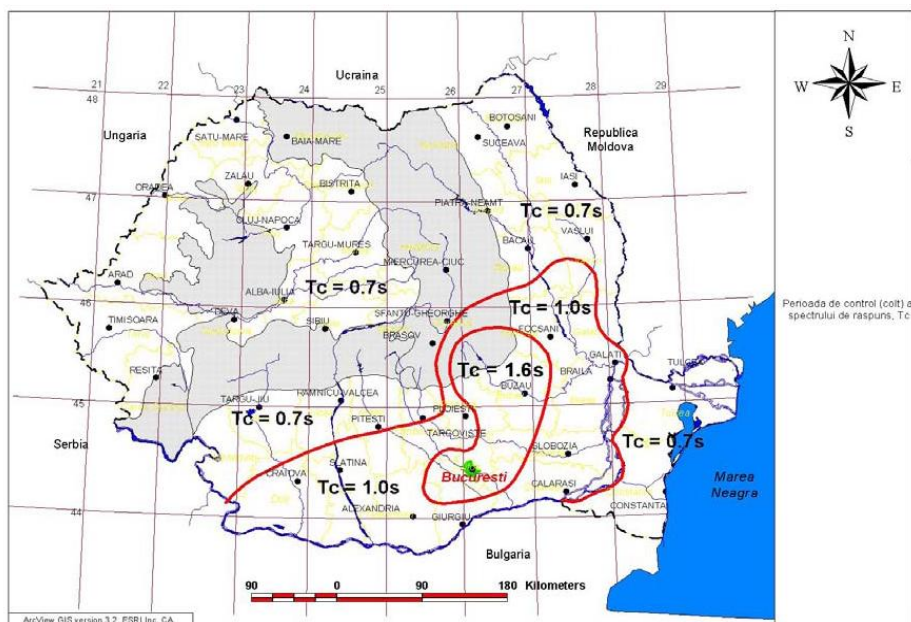 N
W E
S
21 22 23 24 25 26 27 28 29
48
47
46
45
44
Ucraina
Ungaria
Republica
Moldova
Serbia
Bulgaria
Marea
Neagra
SATU-MARE
BAIA-MARE
BOTOSANI
SUCEAVA
ZALAU
BISTRITA
IASI
ORADEA
CLUJ-NAPOCA
PIATRA-NEAMT
Tc = 0.7s
TARGU-MURES
BACAU
VASLUI
MIERCUREA-CIUC
ARAD
ALBA-IULIA
Tc = 0.7s
Tc = 1.0s
TIMISOARA
DEVA
SIBIU
SFANTU-GHEORGHE
BRASOV
FOCSANI
GALATI
TULCEA
RESITA
Tc = 1.6s
BRAILA
BUZAU
TARGU-JIU
RAMNICU-VALCEA
Tc = 0.7s
PITESTI
PLOIESTI
TARGOVISTE
Tc = 0.7s
SLOBOZIA
CRAIOVA
SLATINA
Tc = 1.0s
Bucuresti
CALARASI
CONSTANTA
ALEXANDRIA
GIURGIU
90 0 90 180 Kilometers
Perioada de control (colt) a
spectrului de raspuns, Tc
ArcView GIS version 3.2, ESRI Inc. CA